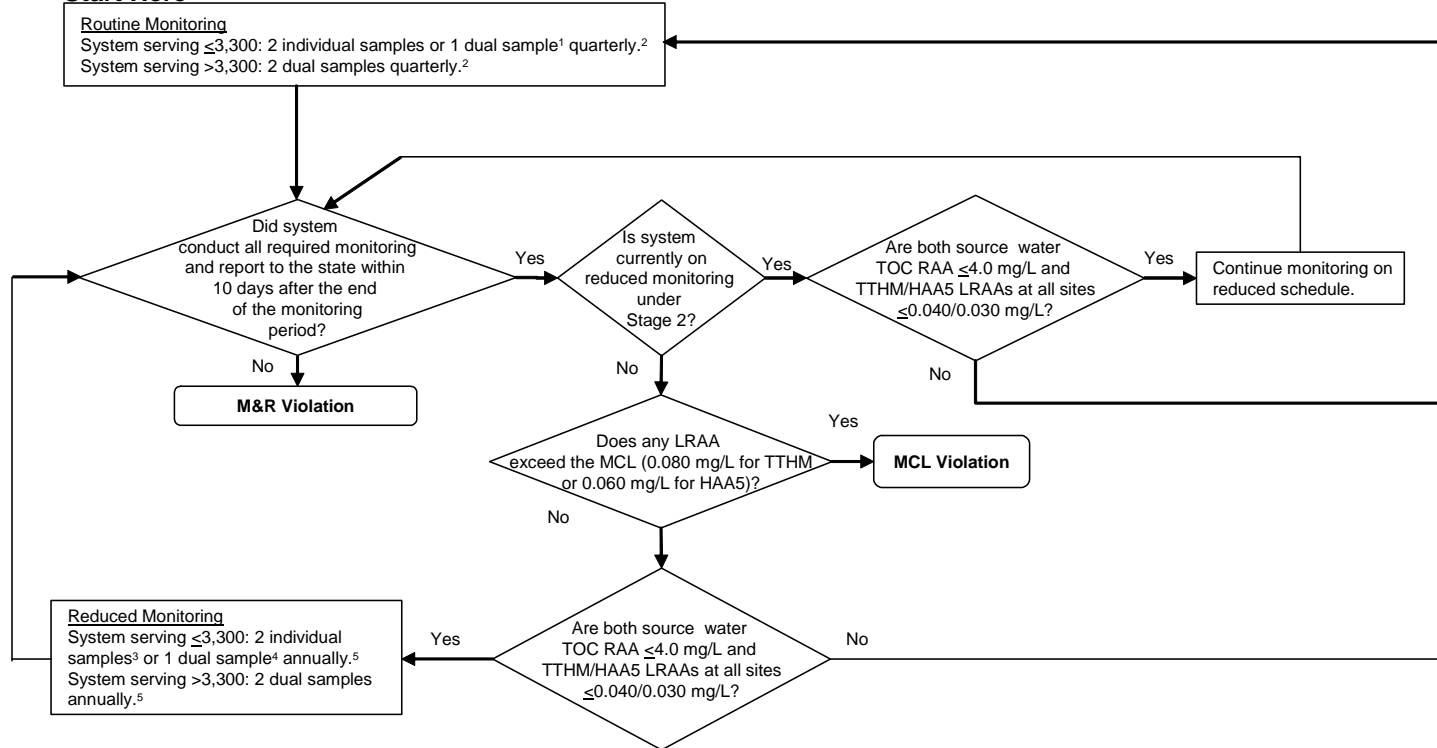 Start Here
Routine Monitoring
System serving ≤3,300: 2 individual samples or 1 dual sample¹ quarterly.²
System serving >3,300: 2 dual samples quarterly.²
Did system
conduct all required monitoring
and report to the state within
10 days after the end
of the monitoring
period?
Yes
No
M&R Violation
Is system
currently on
reduced monitoring
under
Stage 2?
Yes
No
Are both source water
TOC RAA ≤4.0 mg/L and
TTHM/HAA5 LRAAs at all sites
≤0.040/0.030 mg/L?
Yes
No
Continue monitoring on
reduced schedule.
Does any LRAA
exceed the MCL (0.080 mg/L for TTHM
or 0.060 mg/L for HAA5)?
Yes
No
MCL Violation
Are both source water
TOC RAA ≤4.0 mg/L and
TTHM/HAA5 LRAAs at all sites
≤0.040/0.030 mg/L?
Yes
No
Reduced Monitoring
System serving ≤3,300: 2 individual
samples³ or 1 dual sample⁴ annually.⁵
System serving >3,300: 2 dual samples
annually.⁵